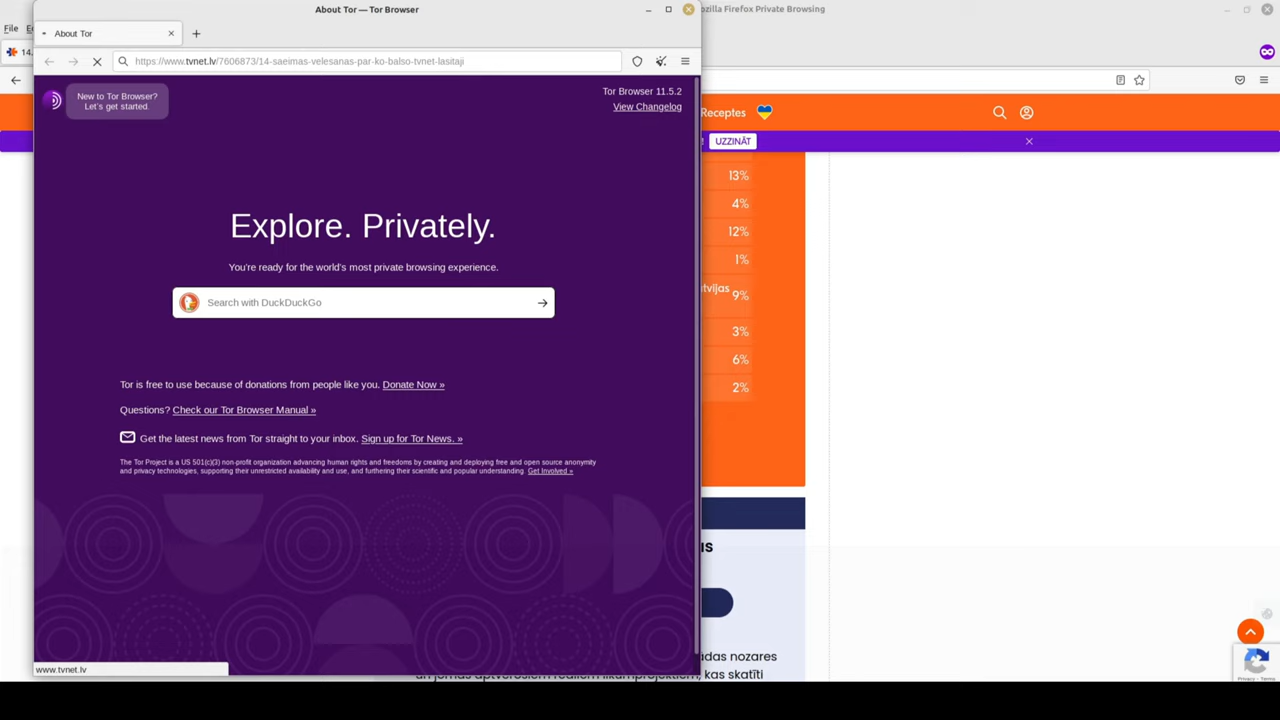 About Tor — Tor Browser
ozilla Firefox Private Browsing
File
About Tor
14.
https://www.tvnet.lv/7606873/14-saeimas-velesanas-par-ko-balso-tvnet-lasitaji
New to Tor Browser?
Let's get started.
Tor Browser 11.5.2
View Changelog
Receptes
UZZINĀT
13%
4%
12%
1%
9%
3%
6%
2%
Explore. Privately.
You're ready for the world's most private browsing experience.
Search with DuckDuckGo
Tor is free to use because of donations from people like you. Donate Now »
Questions? Check our Tor Browser Manual »
Get the latest news from Tor straight to your inbox. Sign up for Tor News. »
The Tor Project is a US 501(c)(3) non-profit organization advancing human rights and freedoms by creating and deploying free and open source anonymity
and privacy technologies, supporting their unrestricted availability and use, and furthering their scientific and popular understanding. Get Involved »
www.tvnet.lv
nozares
kas skatīti
Privacy - Terms